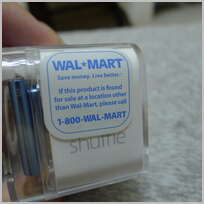 WAL★MART
Save money. Live better.
If this product is found
for sale at a location other
than Wal-Mart, please call
1-800-WAL-MART
shuffle